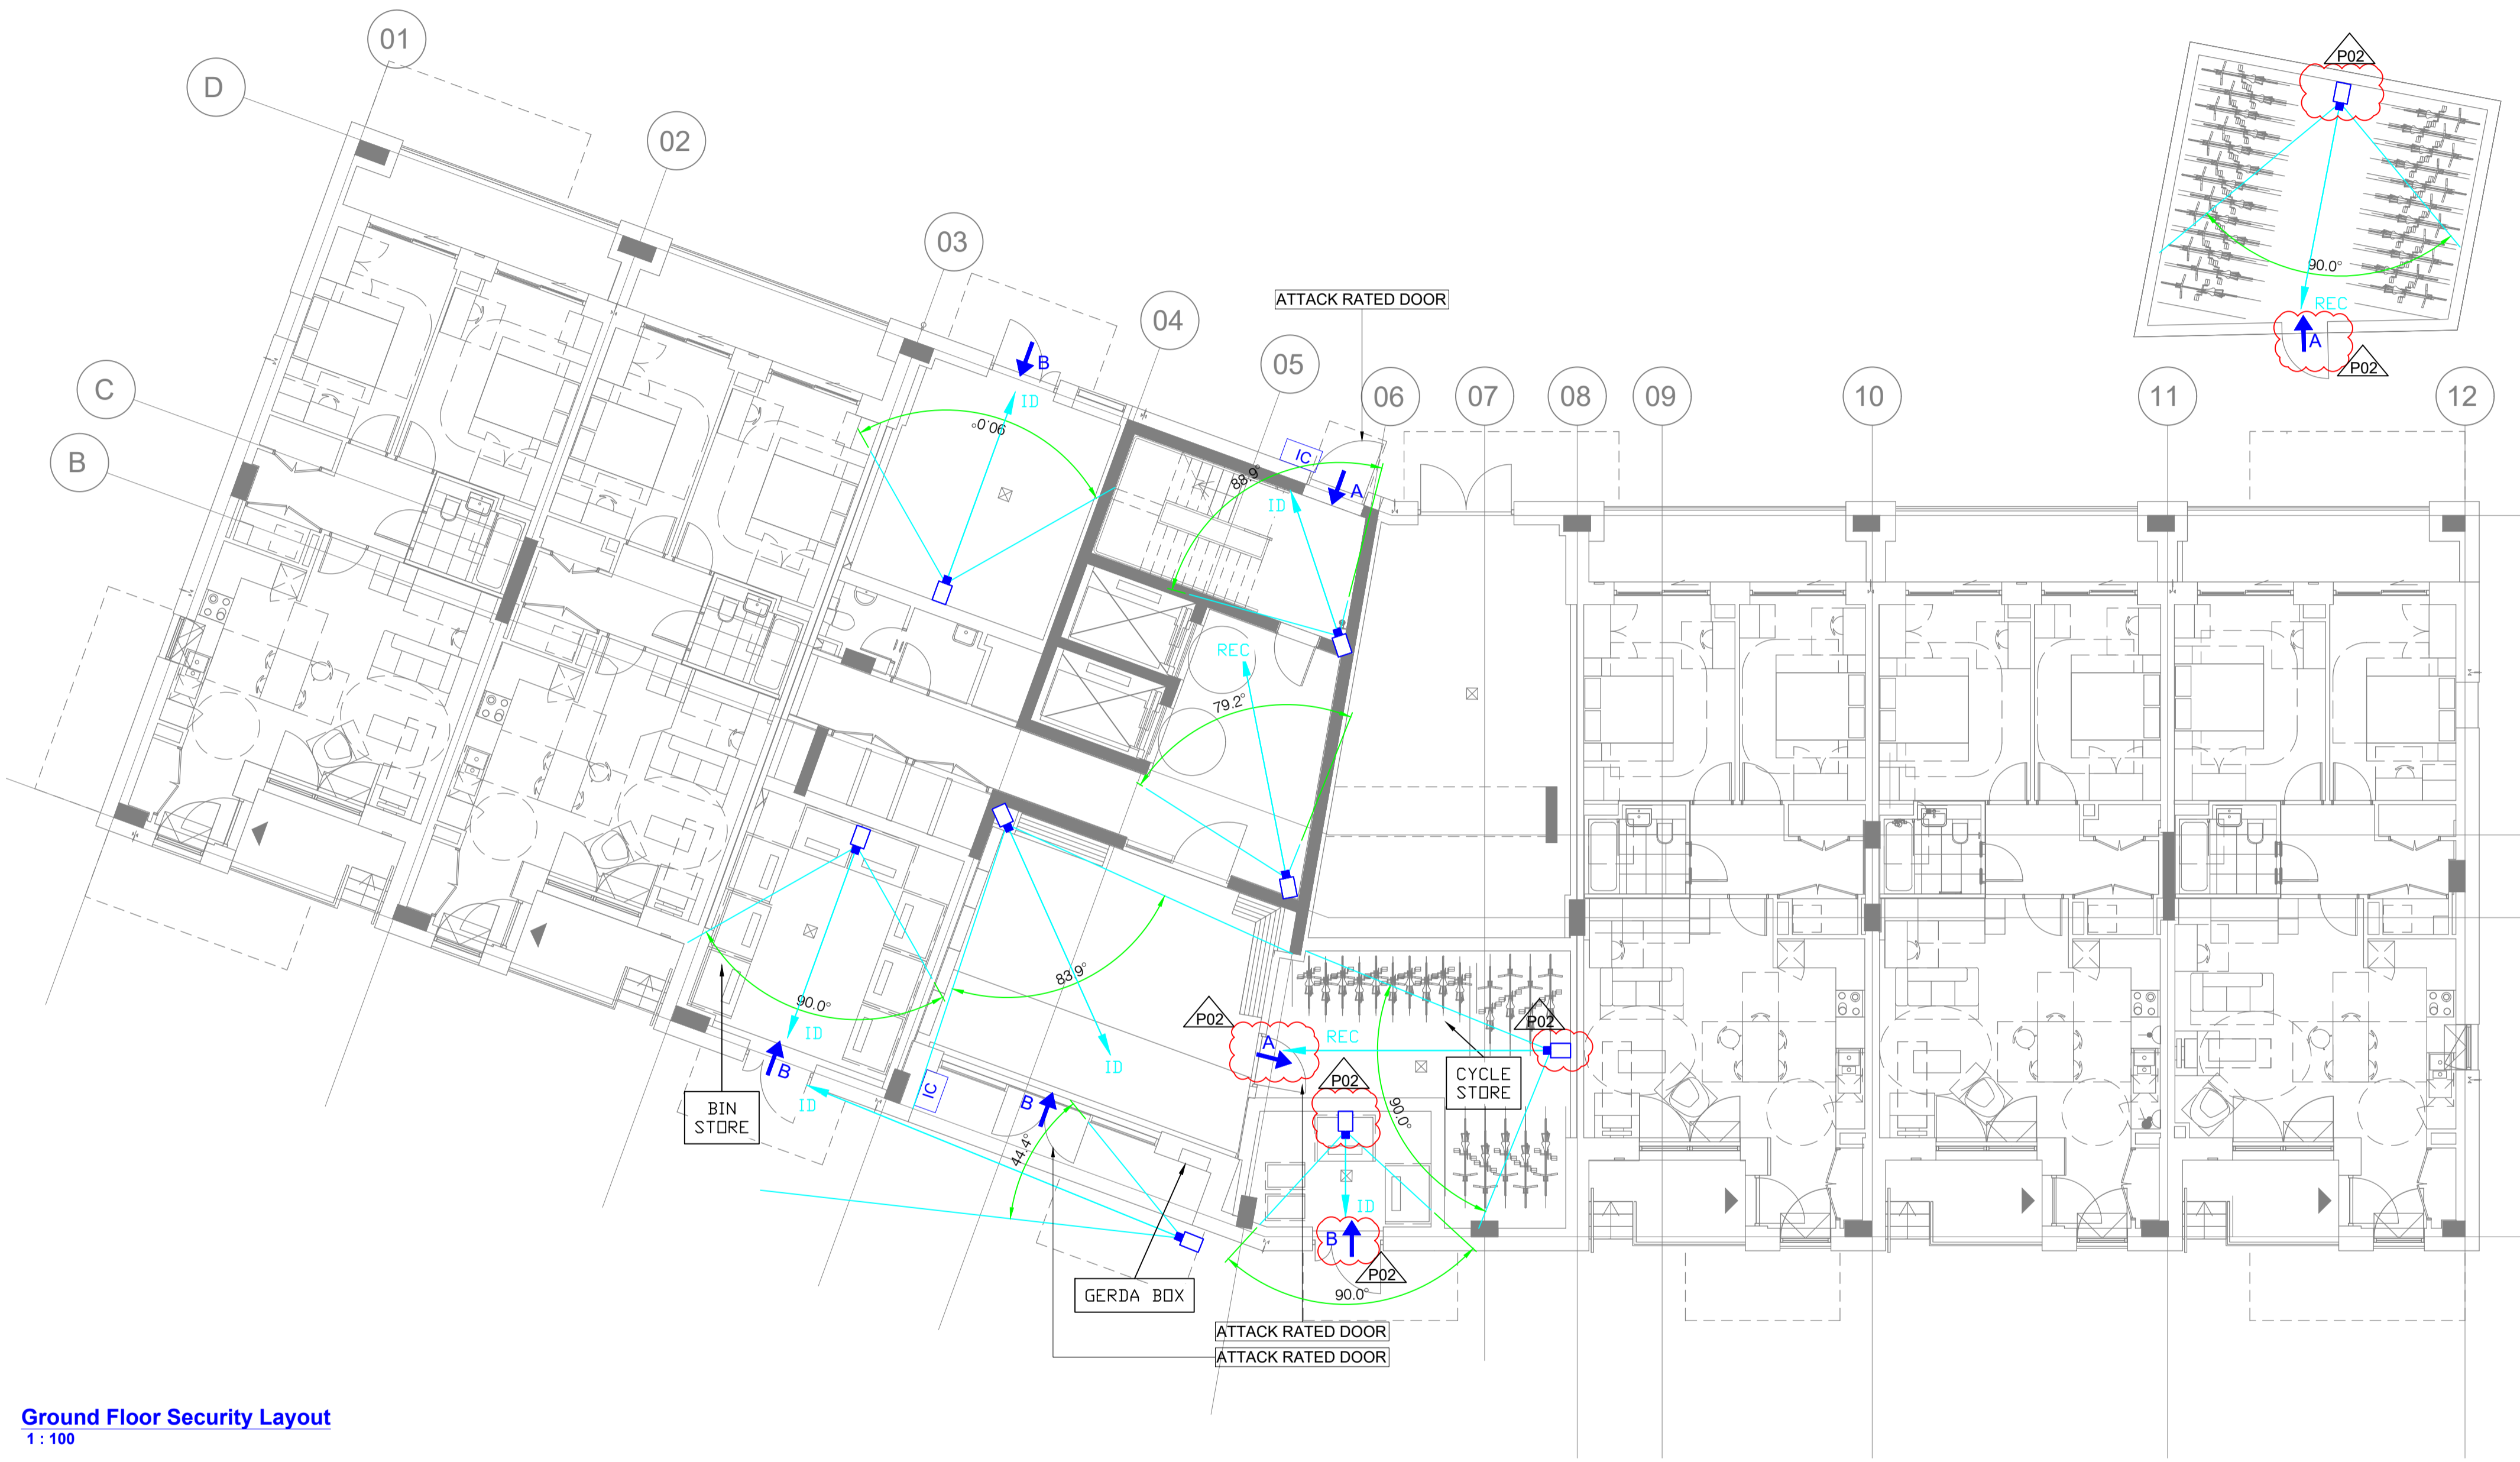 01
D
02
03
04
05
06
07
08
09
10
11
12
C
B
P02
90.0°
REC
A
P02
ATTACK RATED DOOR
B
ID
90.0°
IC
88.9°
A
ID
REC
79.2°
83.9°
ID
90.0°
ID
B
BIN
STORE
ID
IC
B
44.4°
P02
A
REC
P02
CYCLE
STORE
P02
90.0°
ID
B
P02
90.0°
GERDA BOX
ATTACK RATED DOOR
ATTACK RATED DOOR
Ground Floor Security Layout
1 : 100